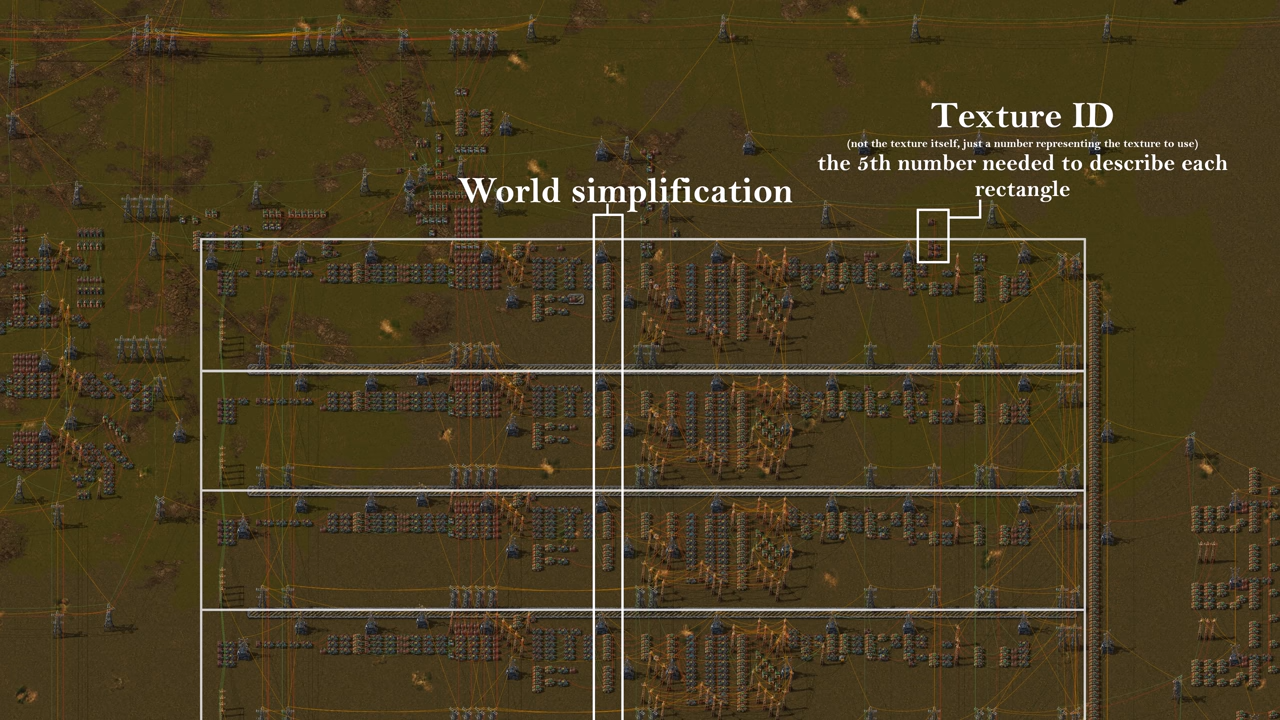 Texture ID
(not the texture itself, just a number representing the texture to use)
the 5th number needed to describe each
rectangle
World simplification